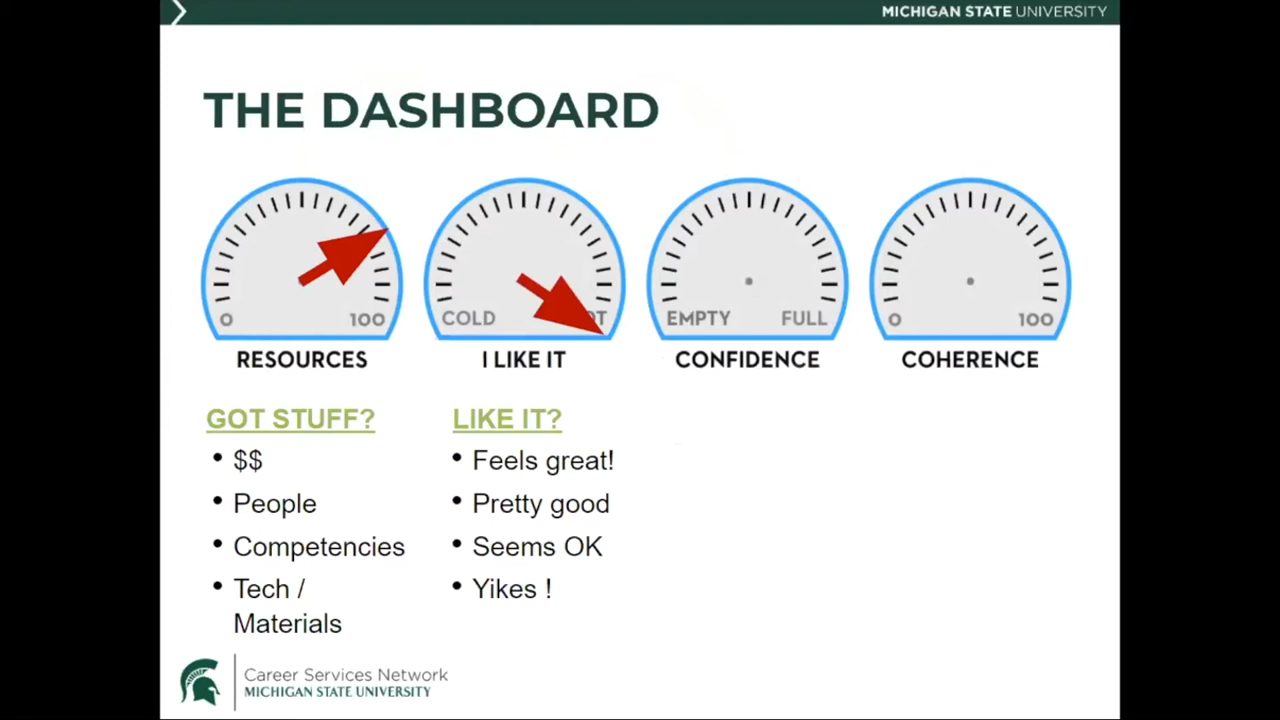 MICHIGAN STATE UNIVERSITY
THE DASHBOARD
0 100
COLD
EMPTY FULL
0 100
RESOURCES
I LIKE IT
CONFIDENCE
COHERENCE
GOT STUFF?
• $$
• People
• Competencies
• Tech /
Materials
LIKE IT?
• Feels great!
• Pretty good
• Seems OK
• Yikes !
Career Services Network
MICHIGAN STATE UNIVERSITY